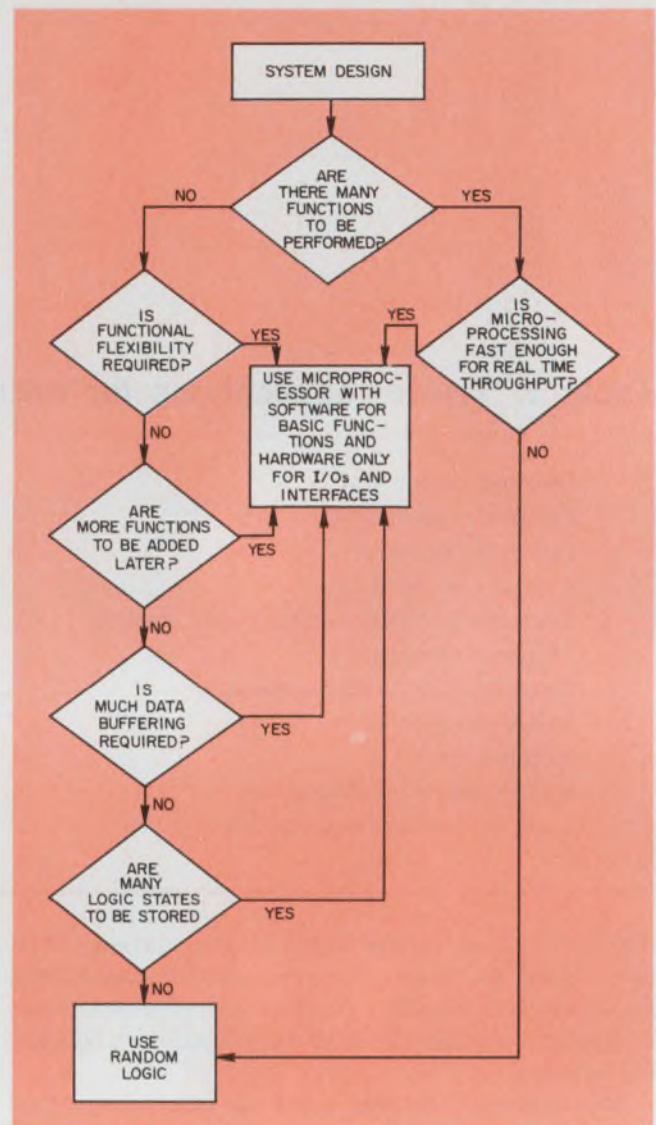 SYSTEM DESIGN
ARE
THERE MANY
FUNCTIONS
TO BE
PERFORMED?
NO
YES
IS
FUNCTIONAL
FLEXIBILITY
REQUIRED?
YES
NO
IS
MICRO-
PROCESSING
FAST ENOUGH
FOR REAL TIME
THROUGHPUT?
YES
NO
USE MICROPROC-
ESSOR WITH
SOFTWARE FOR
BASIC FUNC-
TIONS AND
HARDWARE ONLY
FOR I/Os AND
INTERFACES
ARE
MORE FUNCTIONS
TO BE ADDED
LATER?
YES
NO
IS
MUCH DATA
BUFFERING
REQUIRED?
YES
NO
ARE
MANY
LOGIC STATES
TO BE STORED
YES
NO
USE
RANDOM
LOGIC